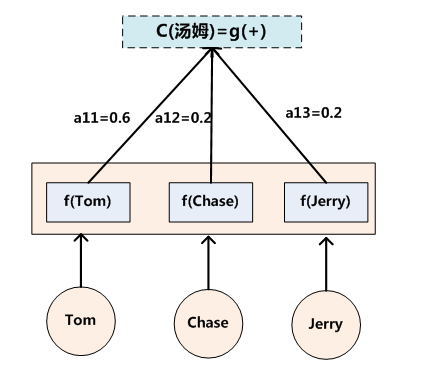 C(汤姆)=g(+)
a11=0.6
a12=0.2
a13=0.2
f(Tom)
f(Chase)
f(Jerry)
Tom
Chase
Jerry